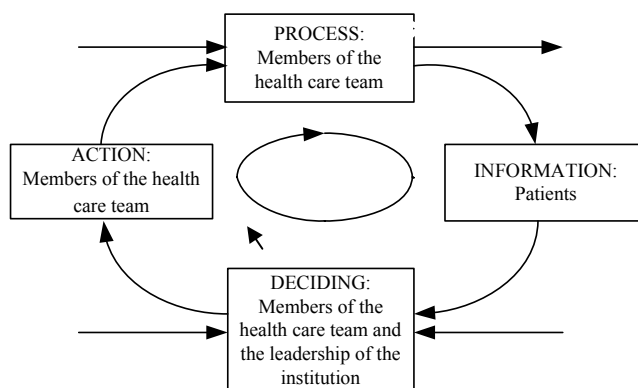 PROCESS:
Members of the
health care team
ACTION:
Members of the health
care team
INFORMATION:
Patients
DECIDING:
Members of the
health care team and
the leadership of the
institution